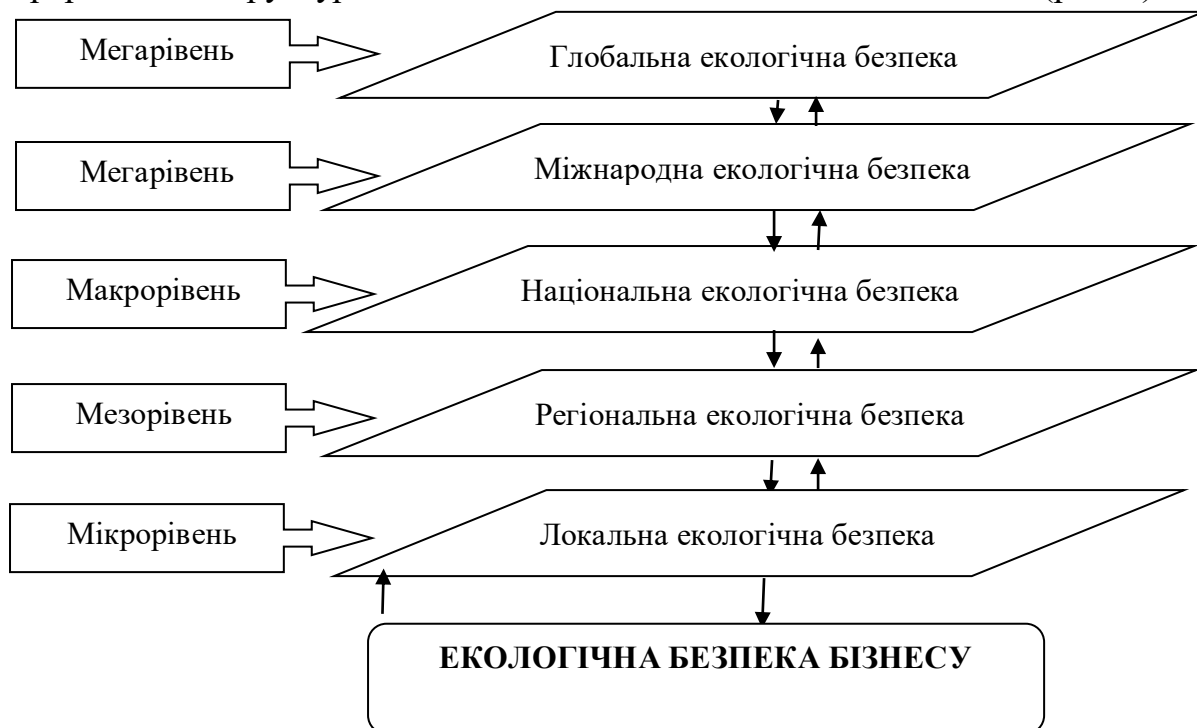 Мегарівень
Глобальна екологічна безпека
Мегарівень
Міжнародна екологічна безпека
Макрорівень
Національна екологічна безпека
Мезорівень
Регіональна екологічна безпека
Мікрорівень
Локальна екологічна безпека
ЕКОЛОГІЧНА БЕЗПЕКА БІЗНЕСУ